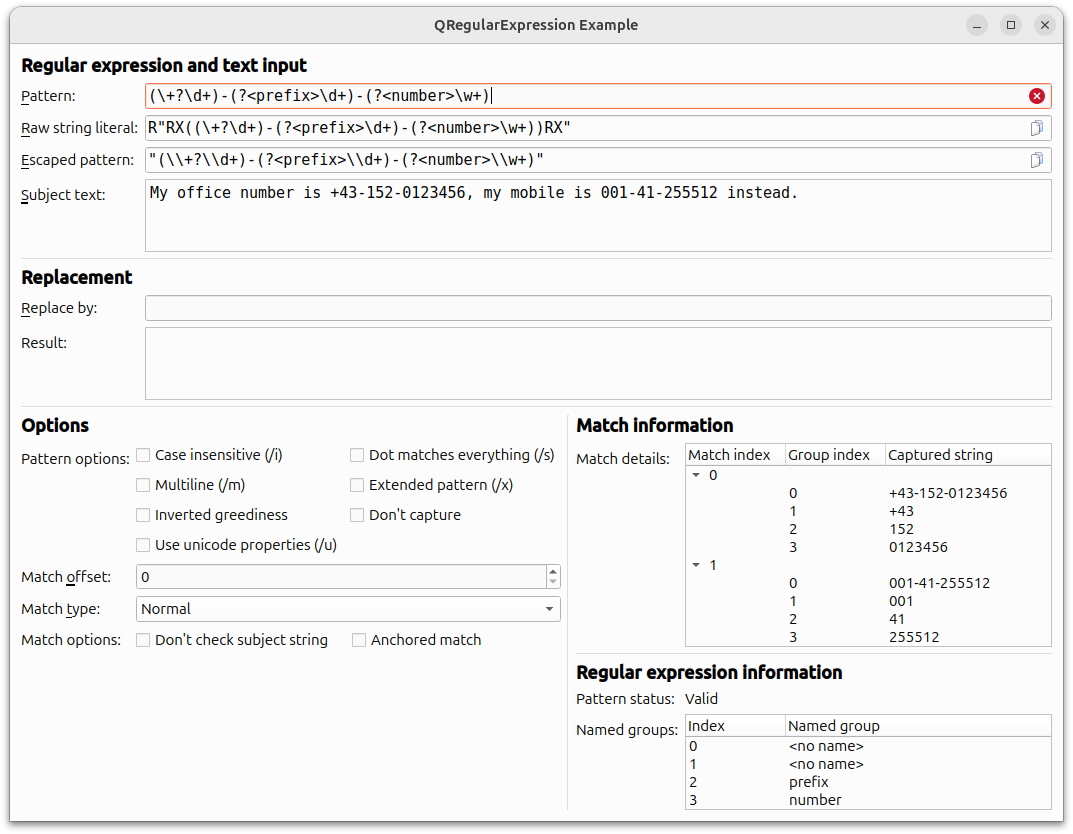 QRegularExpression Example
Regular expression and text input
Pattern: (\+?\d+)-(?<prefix>\d+)-(?<number>\w+)
Raw string literal: R"RX((\+?\d+)-(?<prefix>\d+)-(?<number>\w+))RX"
Escaped pattern: "(\\+?\\d+)-(?<prefix>\\d+)-(?<number>\\w+)"
Subject text: My office number is +43-152-0123456, my mobile is 001-41-255512 instead.
Replacement
Replace by:
Result:
Options
Pattern options: Case insensitive (/i) Dot matches everything (/s)
Multiline (/m) Extended pattern (/x)
Inverted greediness Don't capture
Use unicode properties (/u)
Match offset: 0
Match type: Normal
Match options: Don't check subject string Anchored match
Match information
Match details: Match index Group index Captured string
0
0 +43-152-0123456
1 +43
2 152
3 0123456
1
0 001-41-255512
1 001
2 41
3 255512
Regular expression information
Pattern status: Valid
Named groups: Index Named group
0 <no name>
1 <no name>
2 prefix
3 number